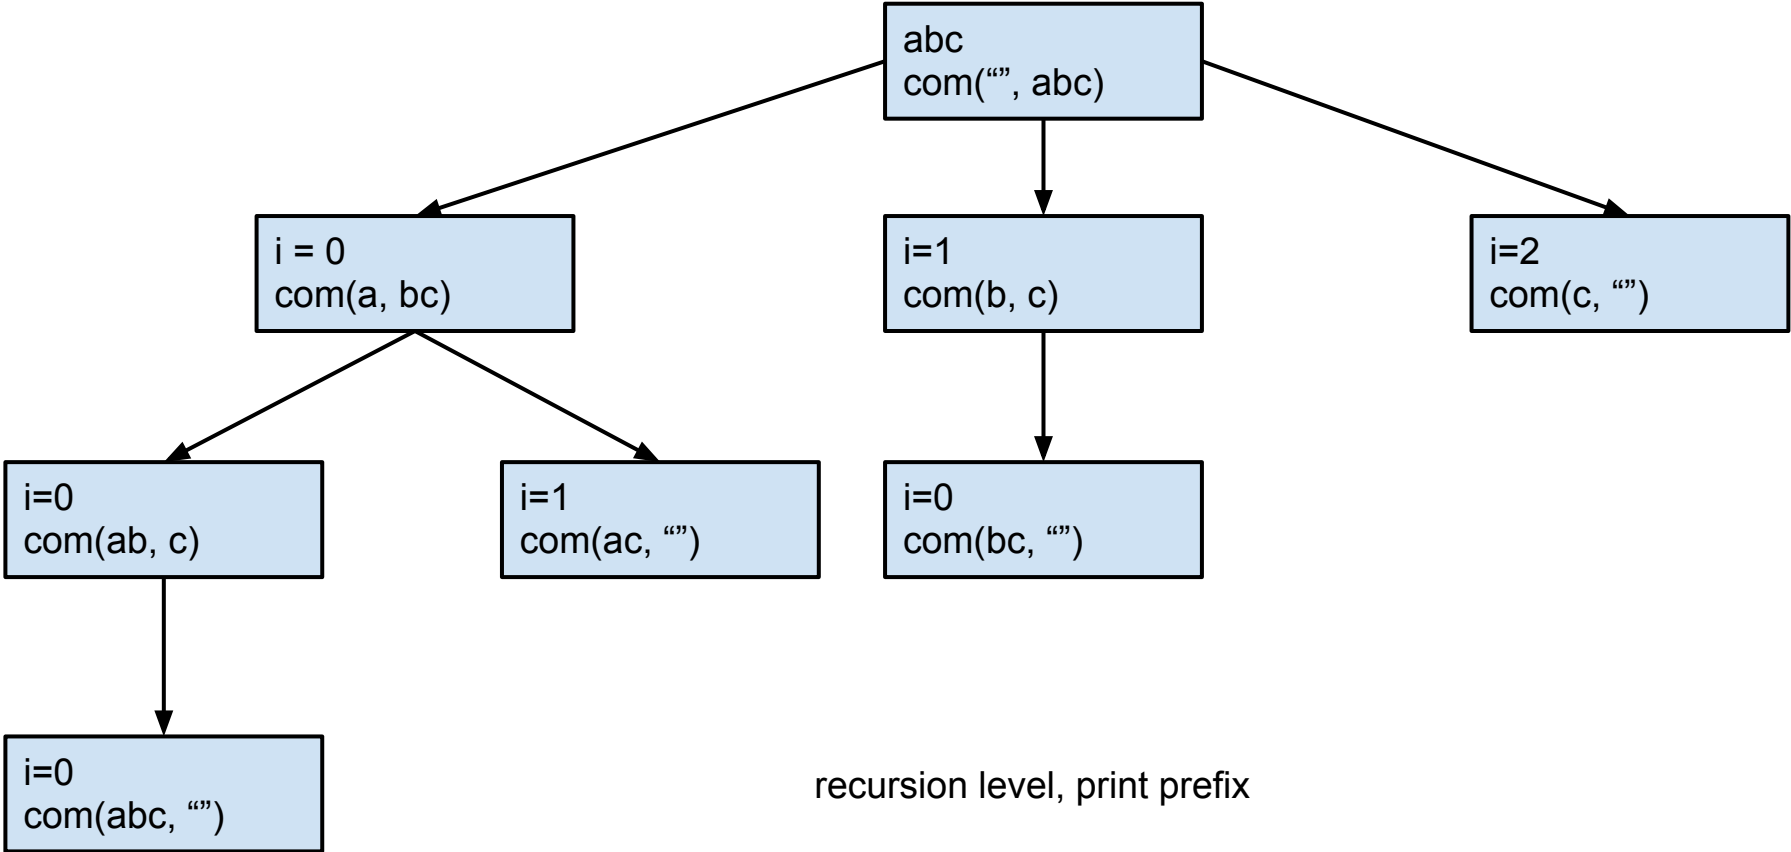 abc
com(“”, abc)
i = 0
com(a, bc)
i=1
com(b, c)
i=2
com(c, “”)
i=0
com(ab, c)
i=1
com(ac, “”)
i=0
com(bc, “”)
i=0
com(abc, “”)
recursion level, print prefix